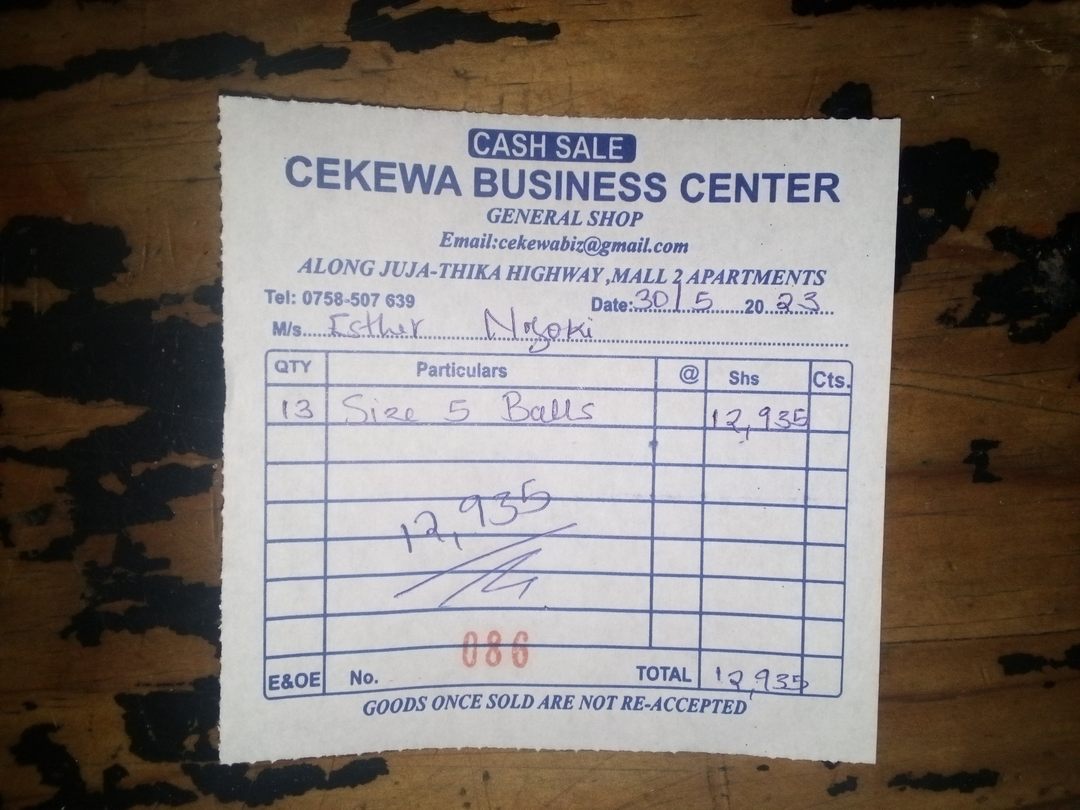 CASH SALE
CEKEWA BUSINESS CENTER
GENERAL SHOP
Email:cekewabiz@gmail.com
ALONG JUJA-THIKA HIGHWAY,MALL 2 APARTMENTS
Tel: 0758-507 639 Date:30/5 2023
M/s Esther Njoki
QTY Particulars @ Shs Cts.
13 Size 5 Balls 12,935
12,935
086
E&OE No. TOTAL 12,935
GOODS ONCE SOLD ARE NOT RE-ACCEPTED